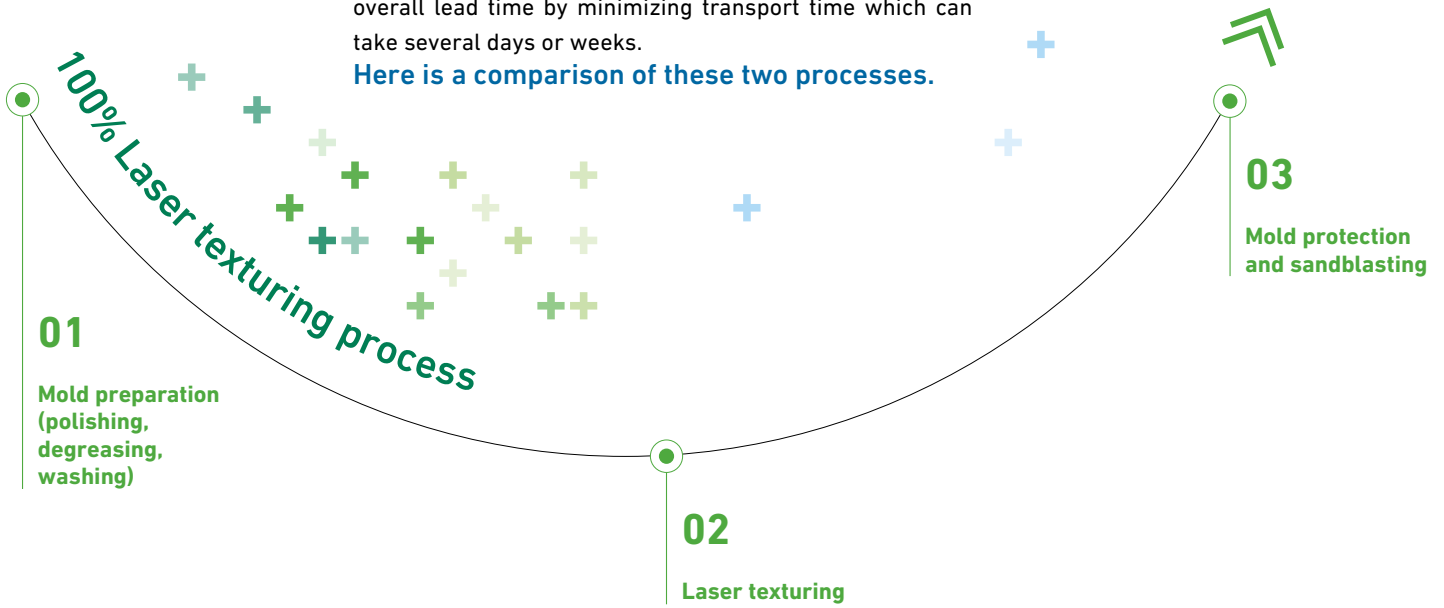 overall lead time by minimizing transport time which can
take several days or weeks.
Here is a comparison of these two processes.
100% Laser texturing process
01
Mold preparation
(polishing,
degreasing,
washing)
02
Laser texturing
03
Mold protection
and sandblasting